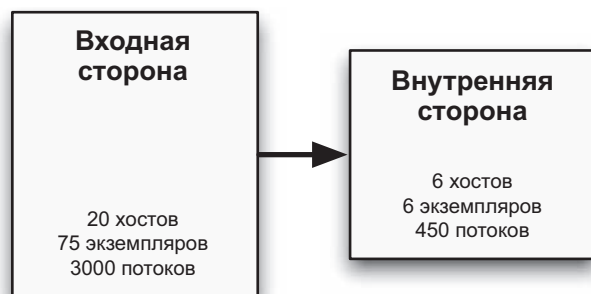 Входная
сторона
20 хостов
75 экземпляров
3000 потоков
Внутренняя
сторона
6 хостов
6 экземпляров
450 потоков